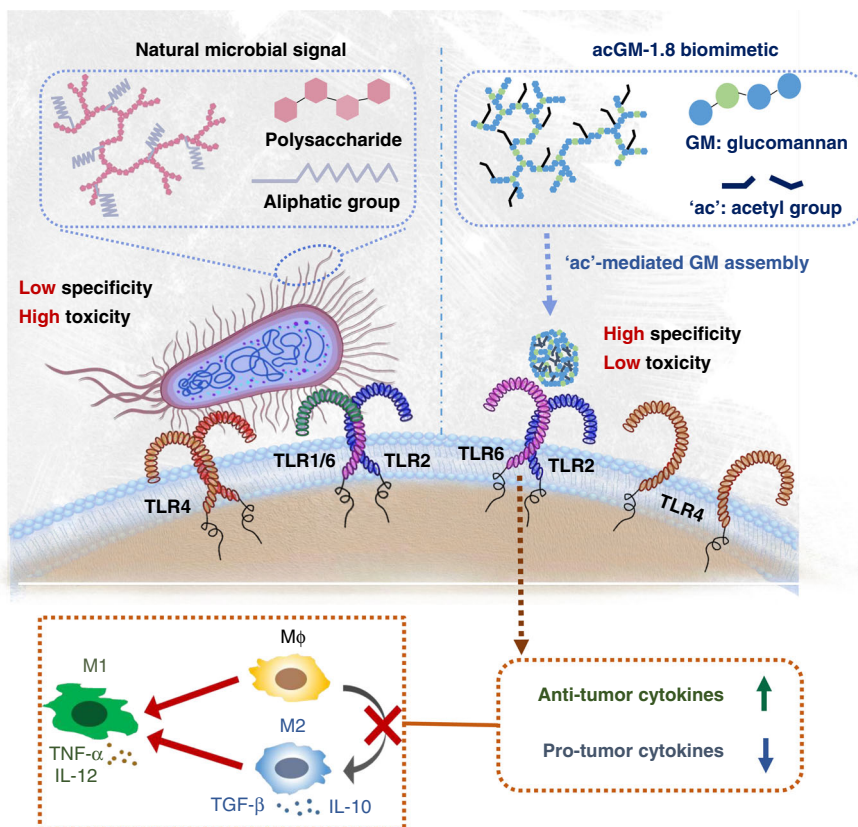 Natural microbial signal
Polysaccharide
Aliphatic group
acGM-1.8 biomimetic
GM: glucomannan
'ac': acetyl group
'ac'-mediated GM assembly
Low specificity
High toxicity
High specificity
Low toxicity
TLR4
TLR1/6
TLR2
TLR6
TLR2
TLR4
M1
TNF-α
IL-12
Mϕ
M2
TGF-β
IL-10
Anti-tumor cytokines
Pro-tumor cytokines